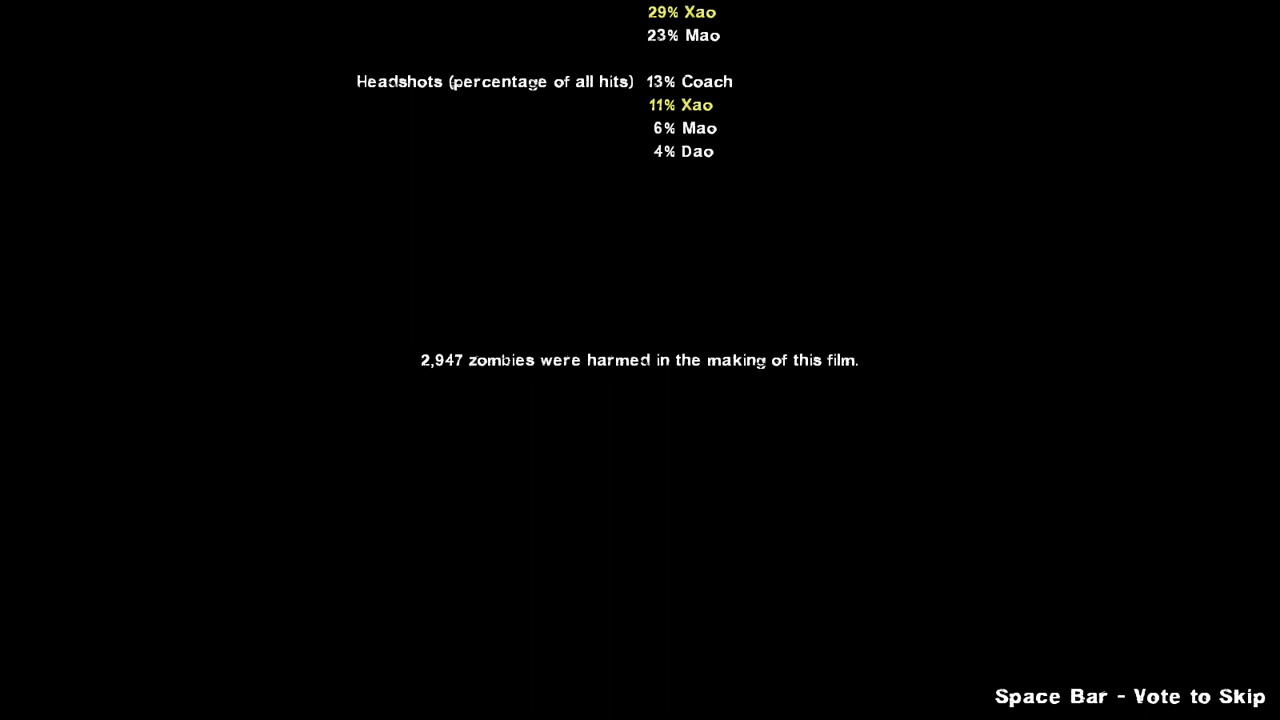 29% Xao
23% Mao
Headshots (percentage of all hits) 13% Coach
11% Xao
6% Mao
4% Dao
2,947 zombies were harmed in the making of this film.
Space Bar - Vote to Skip